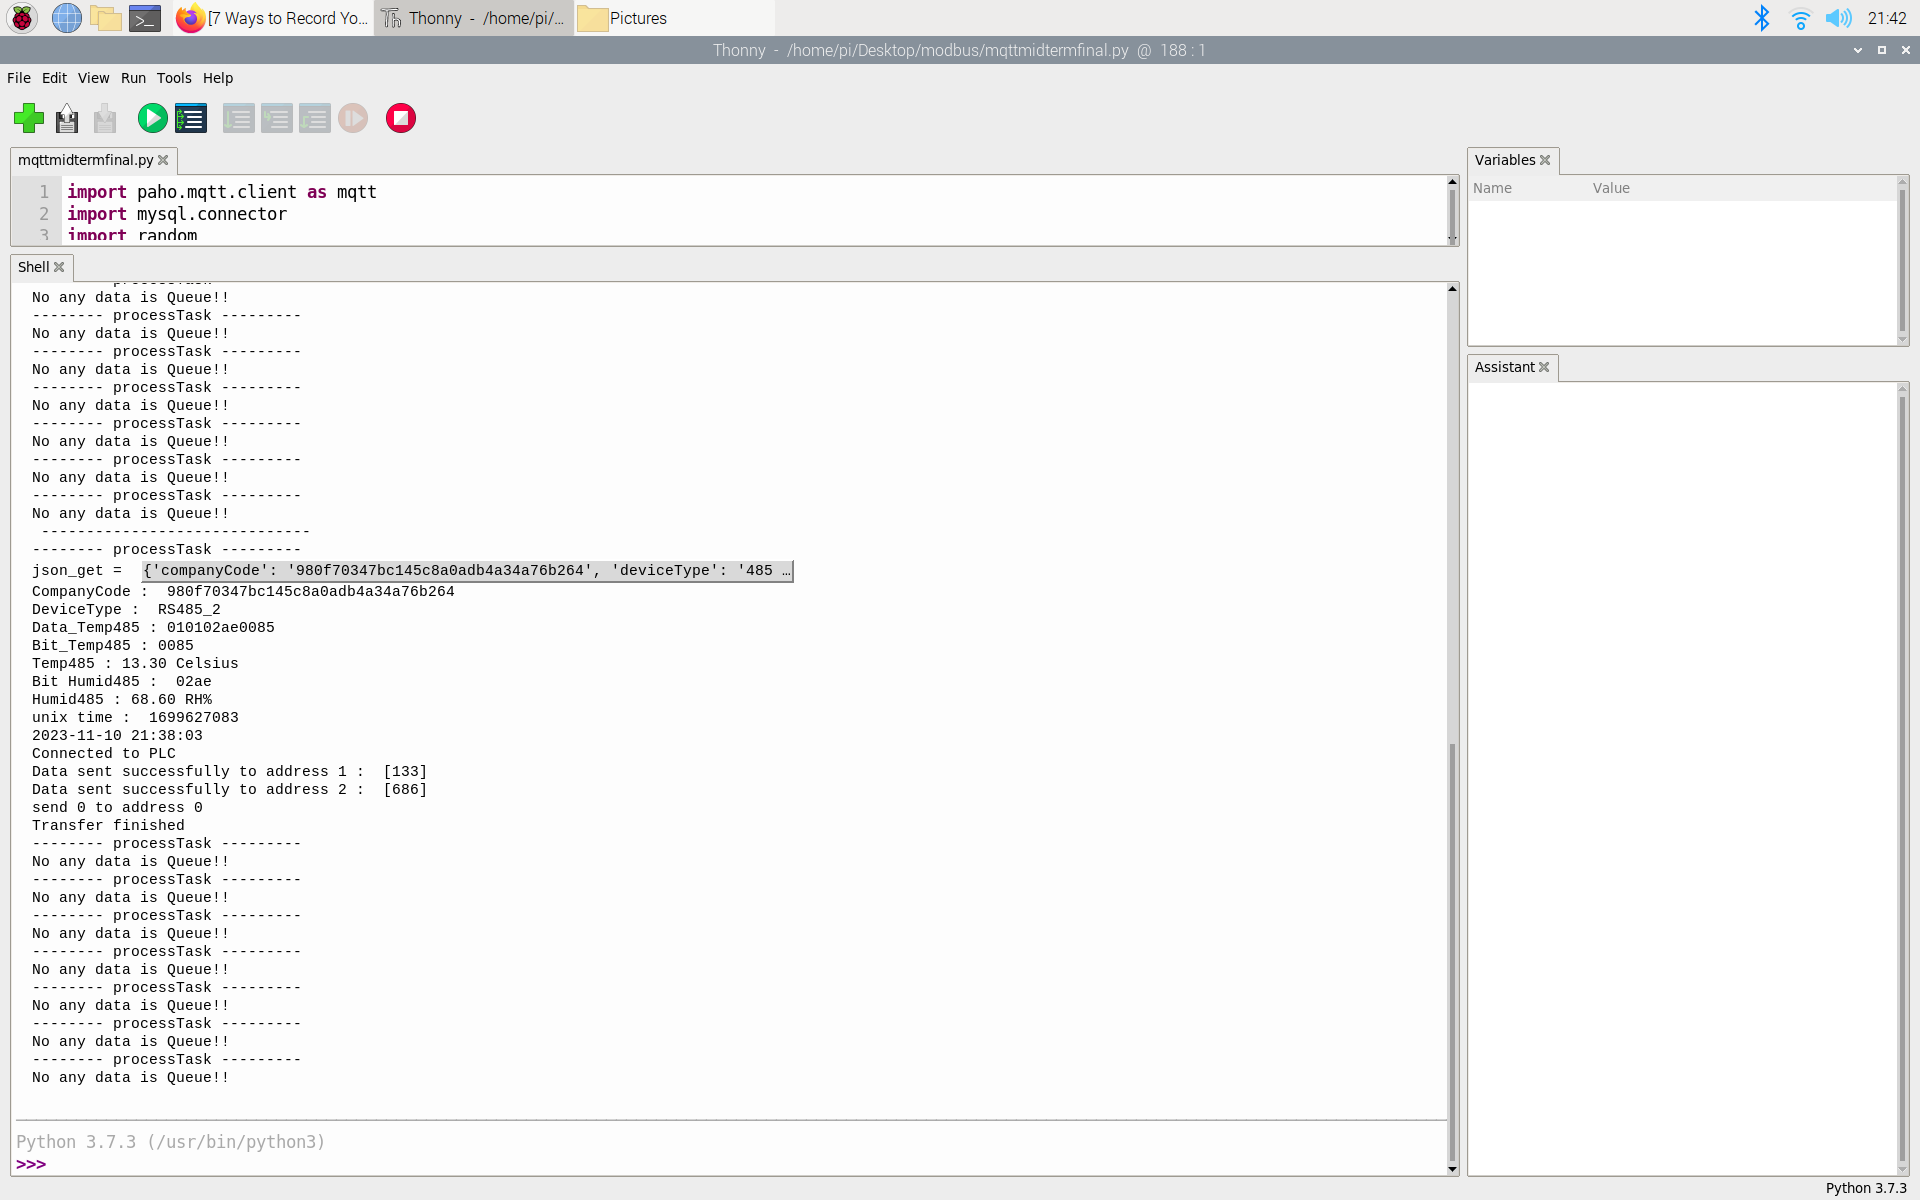 [7 Ways to Record Yo...
Thonny - /home/pi/...
Pictures
21:42
Thonny - /home/pi/Desktop/modbus/mqttmidtermfinal.py @ 188 : 1
File Edit View Run Tools Help
mqttmidtermfinal.py
1 import paho.mqtt.client as mqtt
2 import mysql.connector
3 import random
Shell
processTask
No any data is Queue!!
-------- processTask ---------
No any data is Queue!!
-------- processTask ---------
No any data is Queue!!
-------- processTask ---------
No any data is Queue!!
-------- processTask ---------
No any data is Queue!!
-------- processTask ---------
No any data is Queue!!
-------- processTask ---------
No any data is Queue!!
------------------------------
-------- processTask ---------
json_get = {'companyCode': '980f70347bc145c8a0adb4a34a76b264', 'deviceType': '485 …
CompanyCode :  980f70347bc145c8a0adb4a34a76b264
DeviceType :  RS485_2
Data_Temp485 : 010102ae0085
Bit_Temp485 : 0085
Temp485 : 13.30 Celsius
Bit Humid485 :  02ae
Humid485 : 68.60 RH%
unix time :  1699627083
2023-11-10 21:38:03
Connected to PLC
Data sent successfully to address 1 :  [133]
Data sent successfully to address 2 :  [686]
send 0 to address 0
Transfer finished
-------- processTask ---------
No any data is Queue!!
-------- processTask ---------
No any data is Queue!!
-------- processTask ---------
No any data is Queue!!
-------- processTask ---------
No any data is Queue!!
-------- processTask ---------
No any data is Queue!!
-------- processTask ---------
No any data is Queue!!
-------- processTask ---------
No any data is Queue!!
Python 3.7.3 (/usr/bin/python3)
>>>
Variables
Name Value
Assistant
Python 3.7.3